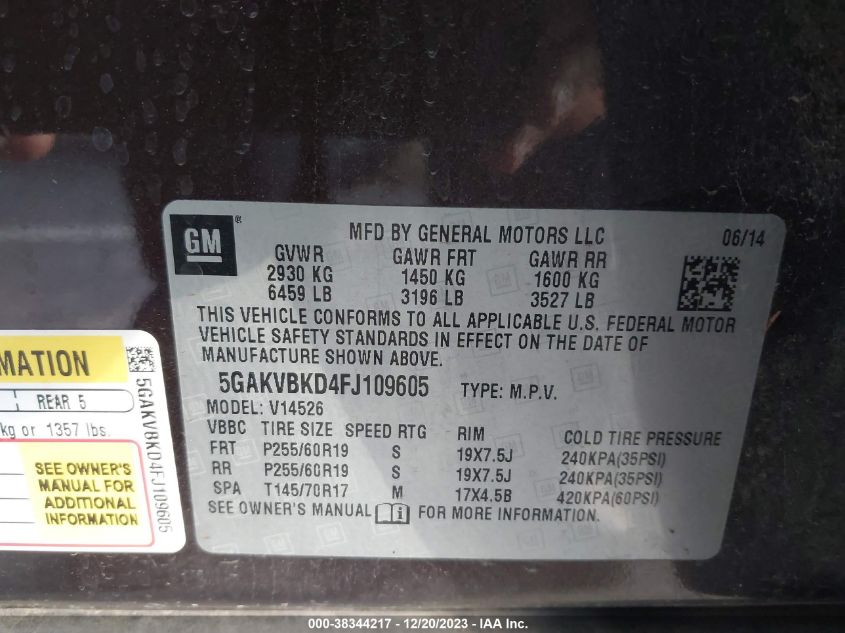 GM ®
MFD BY GENERAL MOTORS LLC 06/14
GVWR GAWR FRT GAWR RR
2930 KG 1450 KG 1600 KG
6459 LB 3196 LB 3527 LB
THIS VEHICLE CONFORMS TO ALL APPLICABLE U.S. FEDERAL MOTOR
VEHICLE SAFETY STANDARDS IN EFFECT ON THE DATE OF
MANUFACTURE SHOWN ABOVE.
5GAKVBKD4FJ109605 TYPE: M.P.V.
MODEL: V14526
VBBC TIRE SIZE SPEED RTG RIM COLD TIRE PRESSURE
FRT P255/60R19 S 19X7.5J 240KPA(35PSI)
RR P255/60R19 S 19X7.5J 240KPA(35PSI)
SPA T145/70R17 M 17X4.5B 420KPA(60PSI)
SEE OWNER'S MANUAL i FOR MORE INFORMATION.
MATION
REAR 5
kg or 1357 lbs.
SEE OWNER'S
MANUAL FOR
ADDITIONAL
INFORMATION
5GAKVBKD4FJ109605
000-38344217 - 12/20/2023 - IAA Inc.